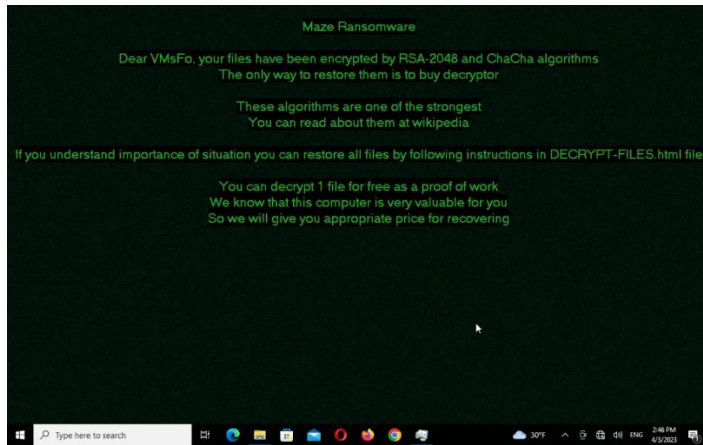 Maze Ransomware
Dear VMsFo, your files have been encrypted by RSA-2048 and ChaCha algorithms
The only way to restore them is to buy decryptor
These algorithms are one of the strongest
You can read about them at wikipedia
If you understand importance of situation you can restore all files by following instructions in DECRYPT-FILES.html file
You can decrypt 1 file for free as a proof of work
We know that this computer is very valuable for you
So we will give you appropriate price for recovering
Type here to search
30°F
ENG
2:46 PM
4/3/2023